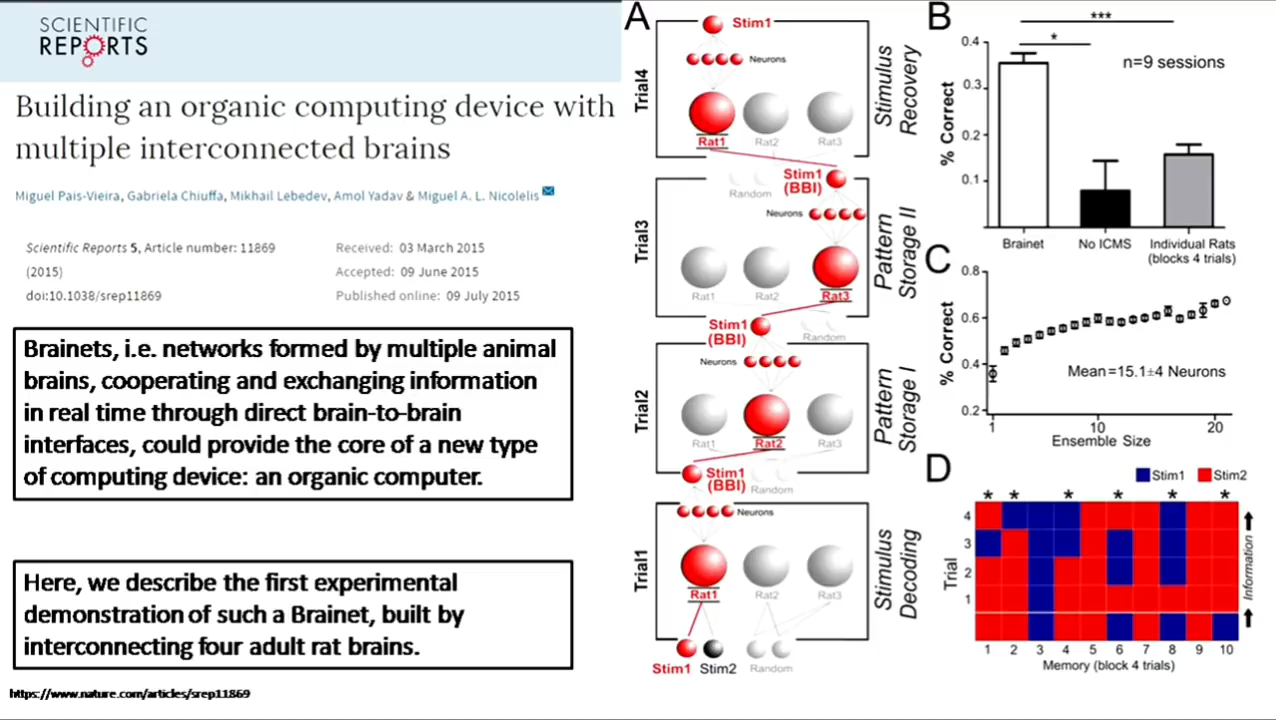 SCIENTIFIC
REPORTS
Building an organic computing device with
multiple interconnected brains
Miguel Pais-Vieira, Gabriela Chiuffa, Mikhail Lebedev, Amol Yadav & Miguel A. L. Nicolelis
Scientific Reports 5, Article number: 11869
(2015)
doi:10.1038/srep11869
Received: 03 March 2015
Accepted: 09 June 2015
Published online: 09 July 2015
Brainets, i.e. networks formed by multiple animal
brains, cooperating and exchanging information
in real time through direct brain-to-brain
interfaces, could provide the core of a new type
of computing device: an organic computer.
Here, we describe the first experimental
demonstration of such a Brainet, built by
interconnecting four adult rat brains.
https://www.nature.com/articles/srep11869
A
Stim1
Neurons
Trial4
Rat1 Rat2 Rat3
Stimulus
Recovery
Stim1
(BBI)
Random
Neurons
Trial3
Rat1 Rat2 Rat3
Pattern
Storage II
Stim1
(BBI)
Random
Neurons
Trial2
Rat1 Rat2 Rat3
Pattern
Storage I
Stim1
(BBI)
Random
Neurons
Trial1
Rat1 Rat2 Rat3
Stimulus
Decoding
Stim1 Stim2 Random
B
***
*
n=9 sessions
% Correct
0.4
0.3
0.2
0.1
Brainet No ICMS Individual Rats
(blocks 4 trials)
C
% Correct
0.8
0.6
0.4
0.2
Mean=15.1±4 Neurons
1 10 20
Ensemble Size
D
Stim1 Stim2
* * * * * *
Trial
4
3
2
1
Information
1 2 3 4 5 6 7 8 9 10
Memory (block 4 trials)